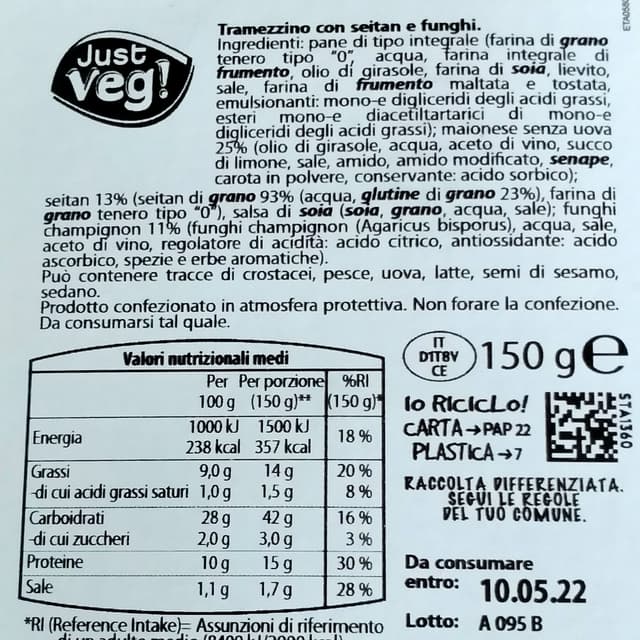 ETA0580
Just
veg!
Tramezzino con seitan e funghi.
Ingredienti: pane di tipo integrale (farina di grano
tenero tipo "0", acqua, farina integrale di
frumento, olio di girasole, farina di soia, lievito,
sale, farina di frumento maltata e tostata,
emulsionanti: mono-e digliceridi degli acidi grassi,
esteri mono-e diacetiltartarici di mono-e
digliceridi degli acidi grassi); maionese senza uova
25% (olio di girasole, acqua, aceto di vino, succo
di limone, sale, amido, amido modificato, senape,
carota in polvere, conservante: acido sorbico);
seitan 13% (seitan di grano 93% (acqua, glutine di grano 23%), farina di
grano tenero tipo "0"), salsa di soia (soia, grano, acqua, sale); funghi
champignon 11% (funghi champignon (Agaricus bisporus), acqua, sale,
aceto di vino, regolatore di acidità: acido citrico, antiossidante: acido
ascorbico, spezie e erbe aromatiche).
Può contenere tracce di crostacei, pesce, uova, latte, semi di sesamo,
sedano.
Prodotto confezionato in atmosfera protettiva. Non forare la confezione.
Da consumarsi tal quale.
Valori nutrizionali medi
Per Per porzione %RI
100 g (150 g)** (150 g)*
Energia 1000 kJ 1500 kJ 18 %
238 kcal 357 kcal
Grassi 9,0 g 14 g 20 %
-di cui acidi grassi saturi 1,0 g 1,5 g 8 %
Carboidrati 28 g 42 g 16 %
-di cui zuccheri 2,0 g 3,0 g 3 %
Proteine 10 g 15 g 30 %
Sale 1,1 g 1,7 g 28 %
*RI (Reference Intake)= Assunzioni di riferimento
di un adulto medio (8400 kJ/2000 kcal)
IT
D1T8V
CE
150 g e
Io RICICLO!
CARTA→PAP 22
PLASTICA→7
STA1360
RACCOLTA DIFFERENZIATA.
SEGUI LE REGOLE
DEL TUO COMUNE.
Da consumare
entro: 10.05.22
Lotto: A 095 B